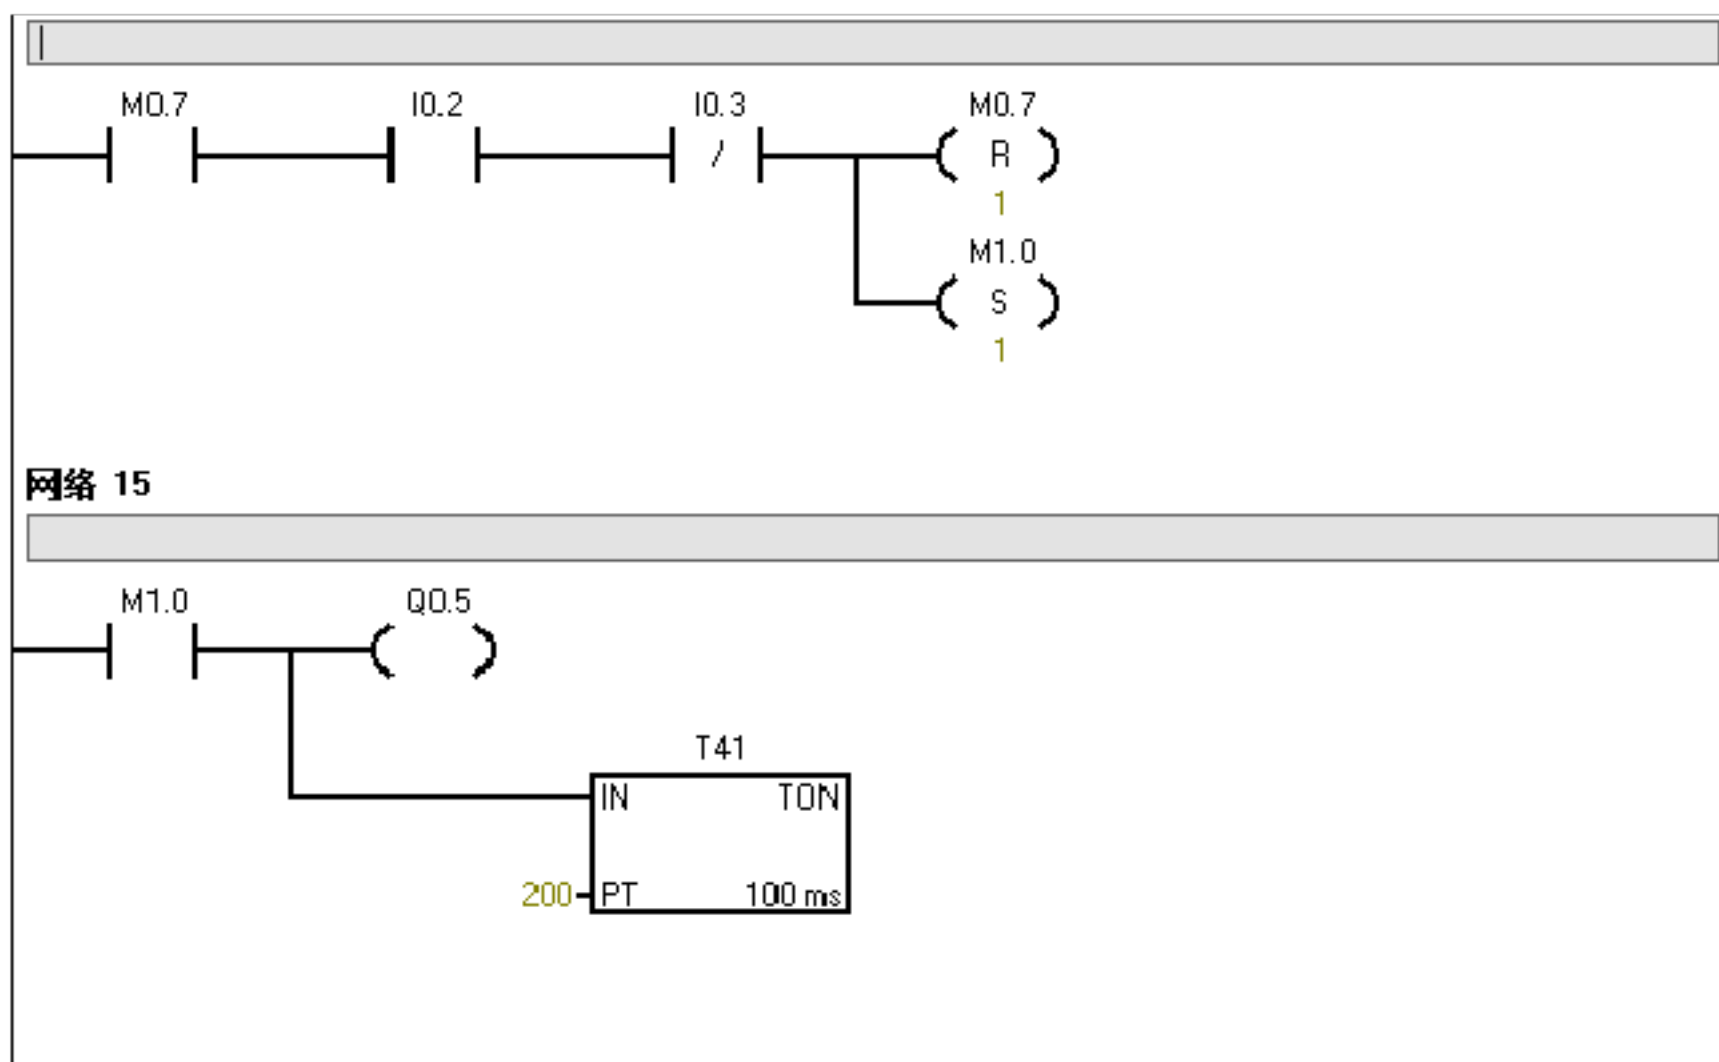 M0.7 I0.2 I0.3 M0.7
/ R
1
M1.0
S
1
网络 15
M1.0 Q0.5
T41
IN TON
200 PT 100 ms